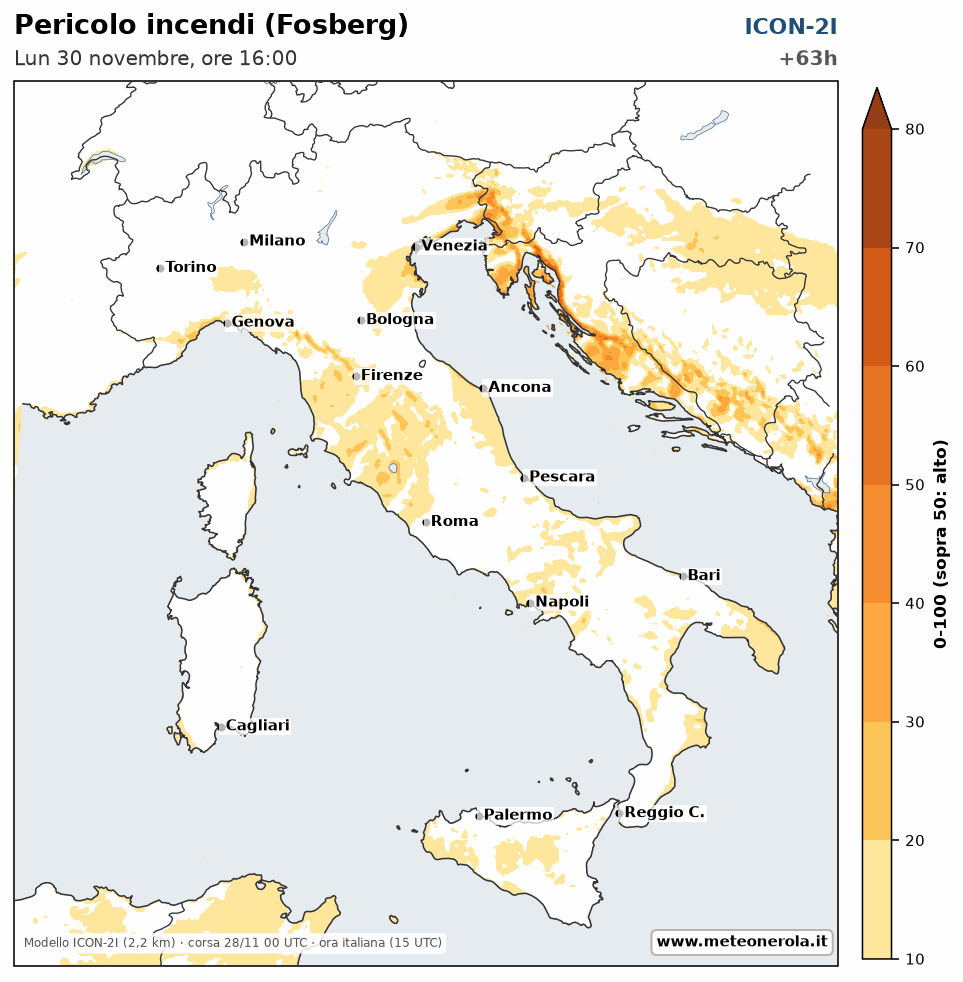 Pericolo incendi (Fosberg)
ICON-2I
Lun 30 novembre, ore 16:00
+63h
Milano
Venezia
Torino
Genova
Bologna
Firenze
Ancona
Pescara
Roma
Bari
Napoli
Cagliari
Palermo
Reggio C.
80
70
60
50
40
30
20
10
0-100 (sopra 50: alto)
Modello ICON-2I (2,2 km) · corsa 28/11 00 UTC · ora italiana (15 UTC)
www.meteonerola.it